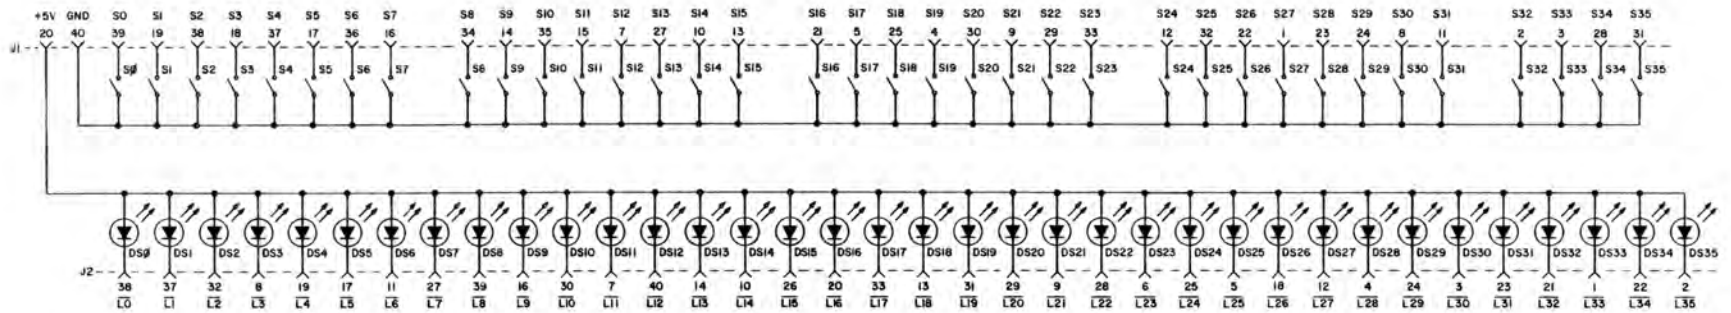 +5V GND S0 S1 S2 S3 S4 S5 S6 S7 S8 S9 S10 S11 S12 S13 S14 S15 S16 S17 S18 S19 S20 S21 S22 S23 S24 S25 S26 S27 S28 S29 S30 S31 S32 S33 S34 S35
20 40 39 19 38 18 37 17 36 16 34 14 35 15 7 27 10 13 21 5 25 4 30 9 29 33 12 32 22 1 23 24 8 11 2 3 28 31
J1
SØ S1 S2 S3 S4 S5 S6 S7 S6 S9 S10 S11 S12 S13 S14 S15 S16 S17 S18 S19 S20 S21 S22 S23 S24 S25 S26 S27 S28 S29 S30 S31 S32 S33 S34 S35
DSØ DS1 DS2 DS3 DS4 DS5 DS6 DS7 DS8 DS9 DS10 DS11 DS12 DS13 DS14 DS15 DS16 DS17 DS18 DS19 DS20 DS21 DS22 DS23 DS24 DS25 DS26 DS27 DS28 DS29 DS30 DS31 DS32 DS33 DS34 DS35
J2
38 37 32 8 19 17 11 27 39 16 30 7 40 14 10 26 20 33 13 31 29 9 28 6 25 5 18 12 4 24 3 23 21 1 22 2
L0 L1 L2 L3 L4 L5 L6 L7 L8 L9 L10 L11 L12 L13 L14 L15 L16 L17 L18 L19 L20 L21 L22 L23 L24 L25 L26 L27 L28 L29 L30 L31 L32 L33 L34 L35